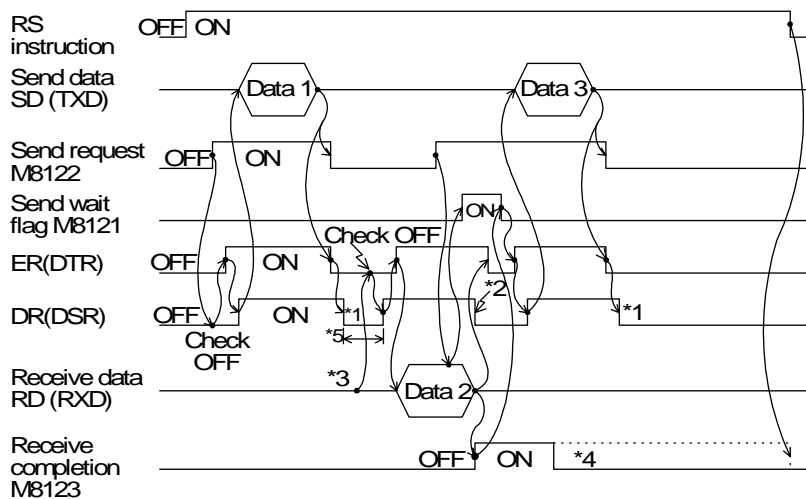 RS
instruction
OFF ON
Send data
SD (TXD)
Data 1
Data 3
Send request
M8122
OFF
ON
Send wait
flag M8121
ON
Check OFF
ER(DTR)
OFF
ON
*2
DR(DSR)
OFF
ON
*1
*1
Check
OFF
*5
Receive data
RD (RXD)
*3
Data 2
Receive
completion
M8123
OFF
ON
*4